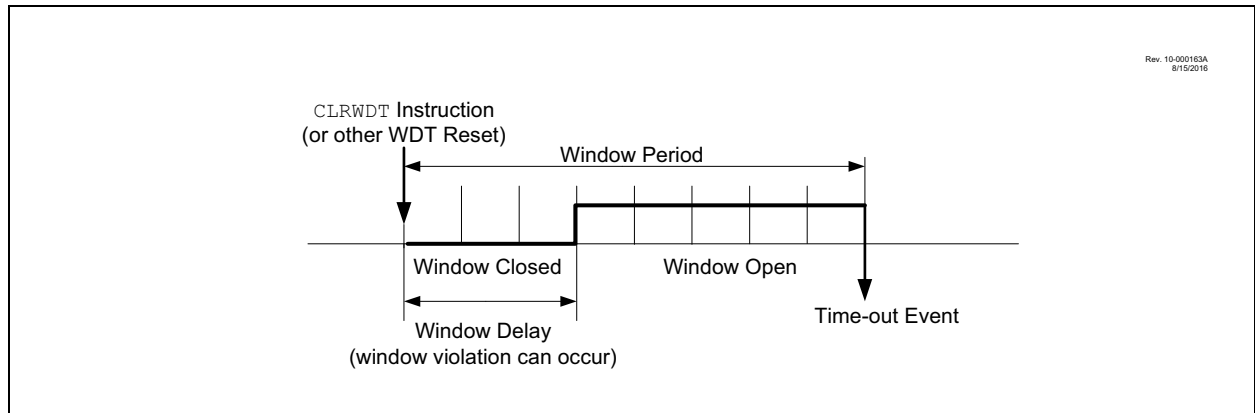 Rev. 10-000163A
8/15/2016
CLRWDT Instruction
(or other WDT Reset)
Window Period
Window Closed
Window Open
Window Delay
(window violation can occur)
Time-out Event